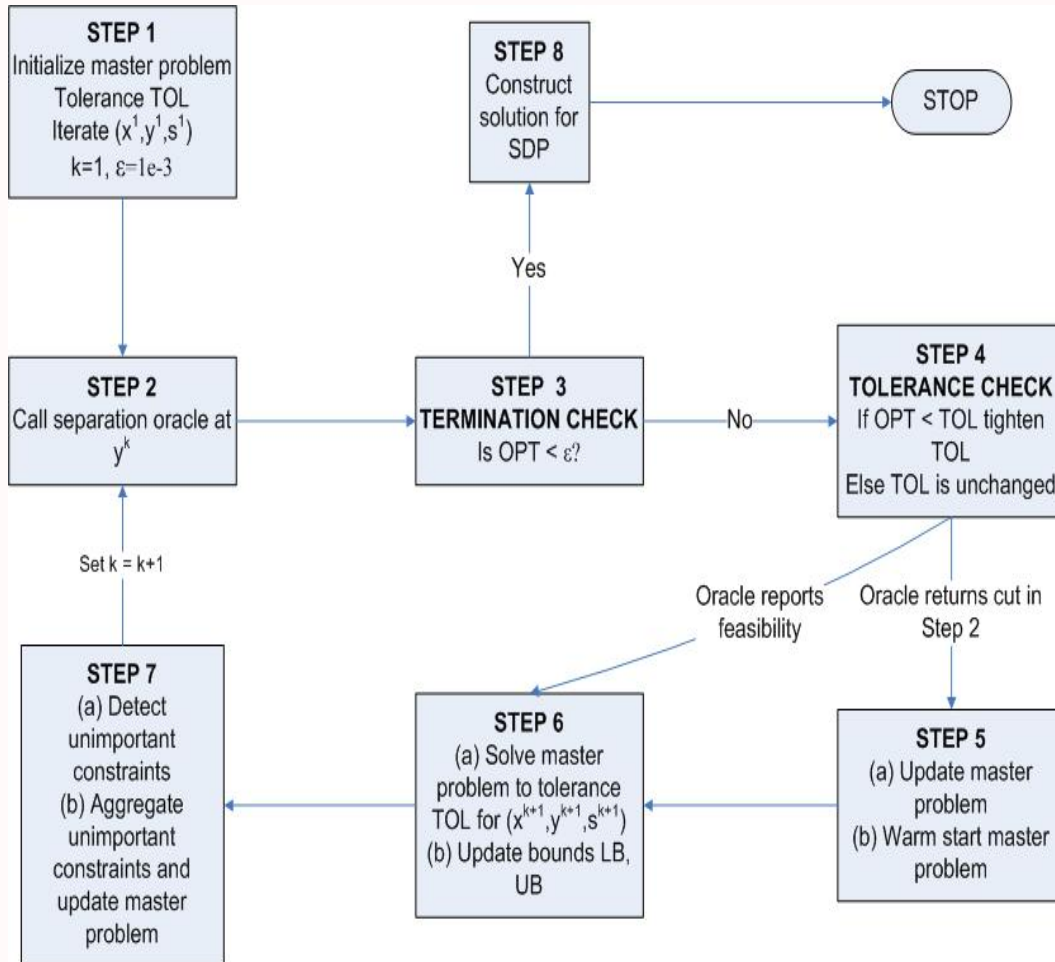 STEP 1
Initialize master problem
Tolerance TOL
Iterate (x¹,y¹,s¹)
k=1, ε=1e-3
STEP 8
Construct
solution for
SDP
STOP
Yes
STEP 2
Call separation oracle at
yᵏ
STEP 3
TERMINATION CHECK
Is OPT < ε?
No
STEP 4
TOLERANCE CHECK
If OPT < TOL tighten
TOL
Else TOL is unchanged
Set k = k+1
Oracle reports
feasibility
Oracle returns cut in
Step 2
STEP 7
(a) Detect
unimportant
constraints
(b) Aggregate
unimportant
constraints and
update master
problem
STEP 6
(a) Solve master
problem to tolerance
TOL for (xᵏ⁺¹,yᵏ⁺¹,sᵏ⁺¹)
(b) Update bounds LB,
UB
STEP 5
(a) Update master
problem
(b) Warm start master
problem